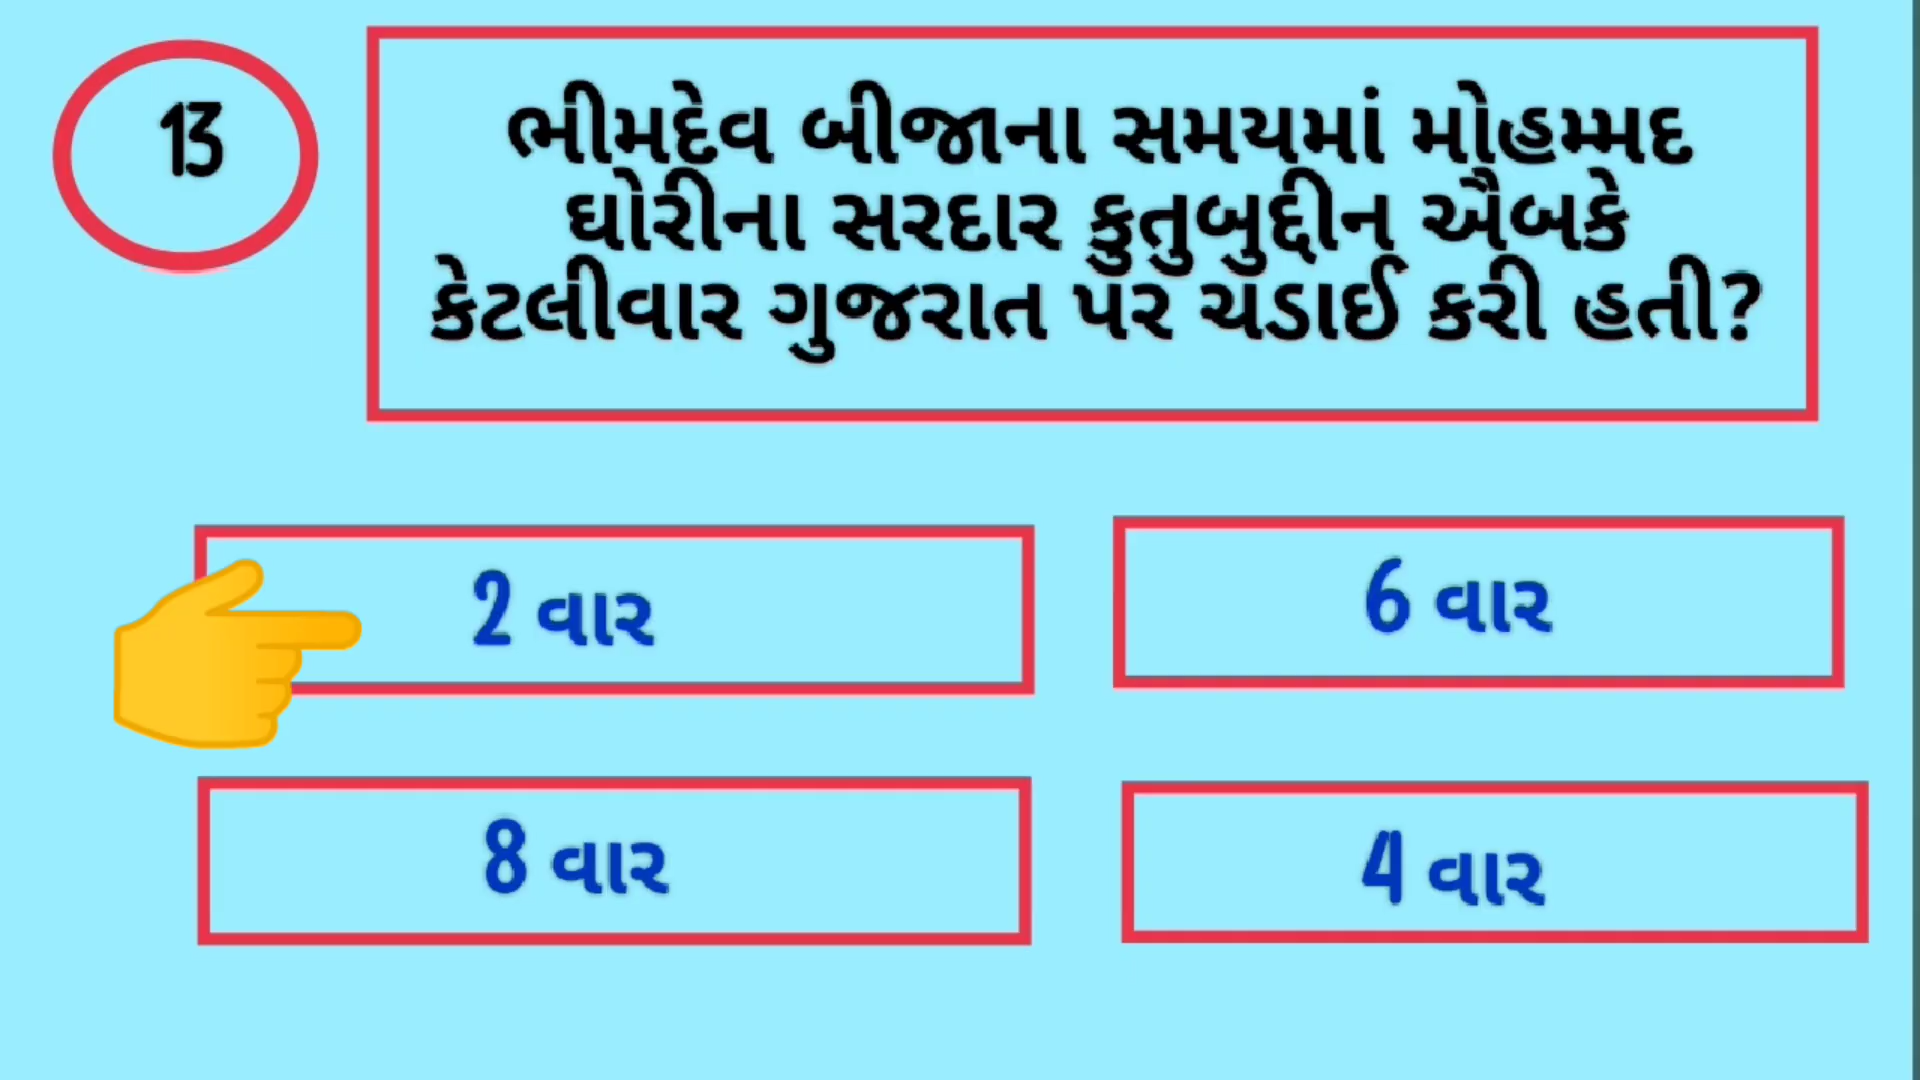 13
ભીમદેવ બીજાના સમયમાં મોહમ્મદ
ઘોરીના સરદાર કુતુબુદ્દીન ઐબકે
કેટલીવાર ગુજરાત પર ચડાઈ કરી હતી?
2 વાર
6 વાર
8 વાર
4 વાર